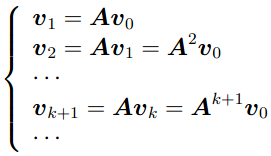 v₁ = Av₀
v₂ = Av₁ = A²v₀
⋯
vₖ₊₁ = Avₖ = Aᵏ⁺¹v₀
⋯